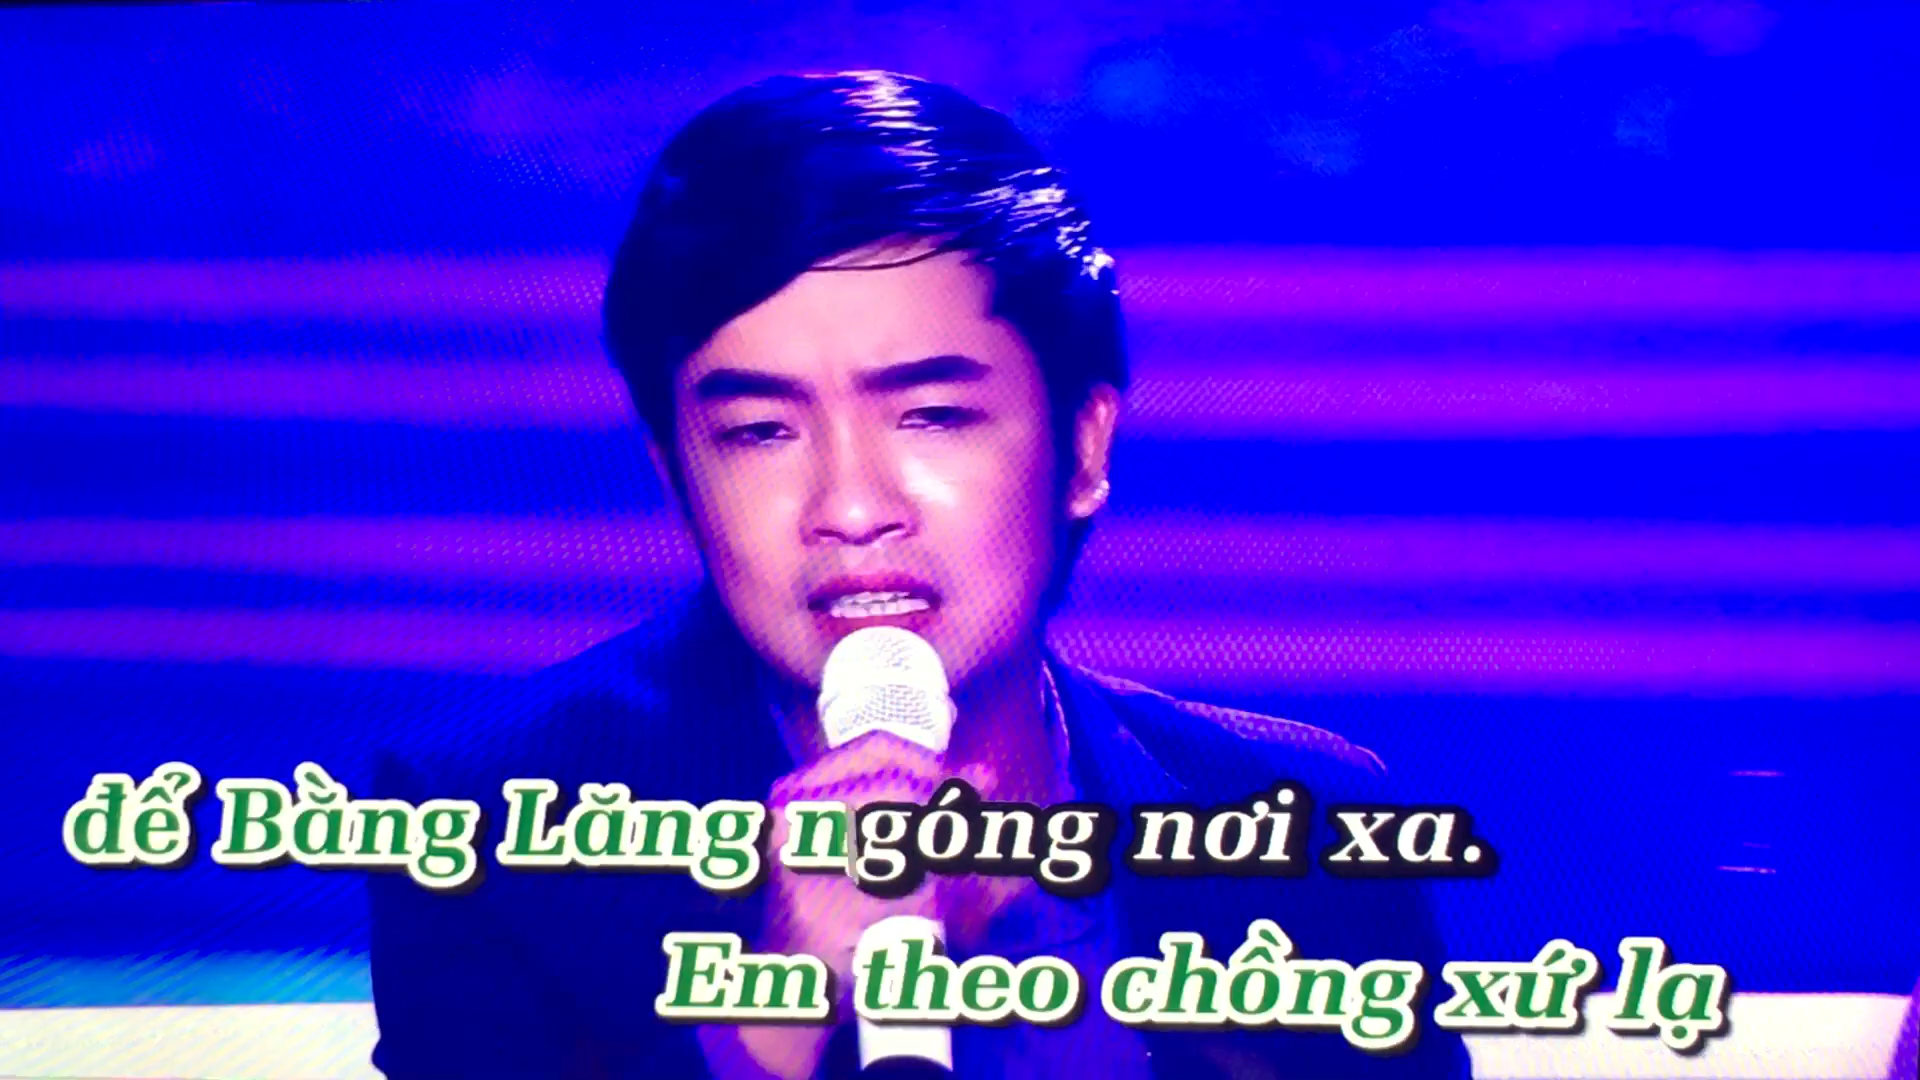 để Bằng Lăng ngóng nơi xa.
Em theo chồng xứ lạ